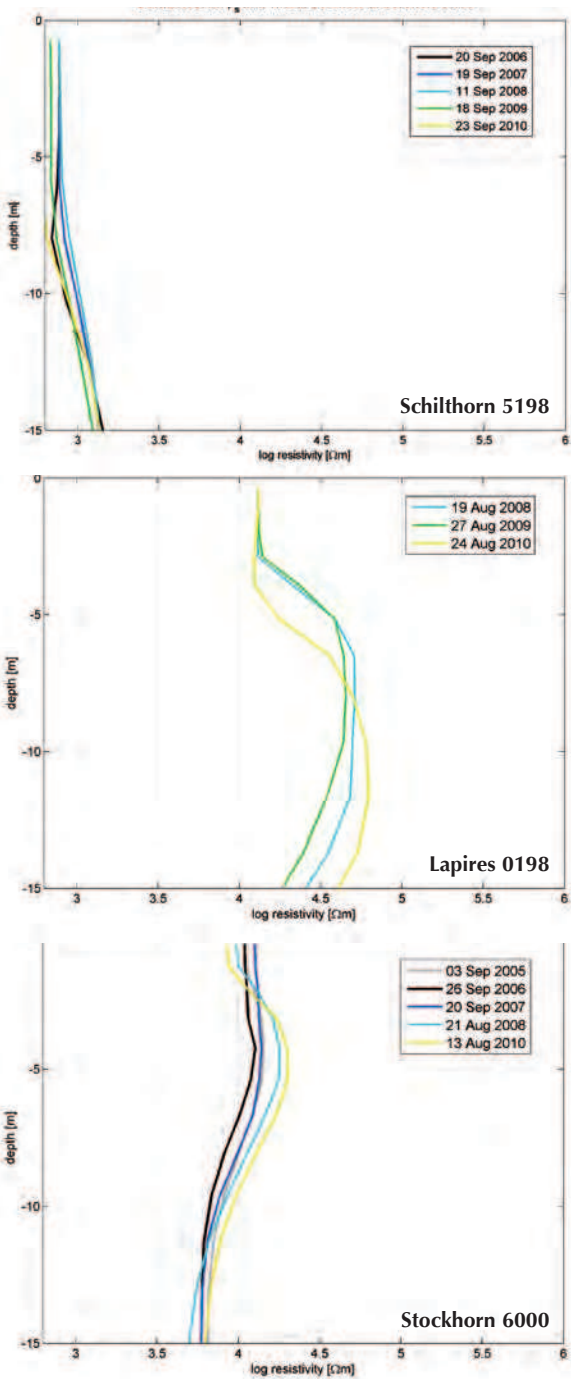 0
20 Sep 2006
19 Sep 2007
11 Sep 2008
18 Sep 2009
23 Sep 2010
-5
depth [m]
-10
Schilthorn 5198
-15
3 3.5 4 4.5 5 5.5 6
log resistivity [Ωm]
0
19 Aug 2008
27 Aug 2009
24 Aug 2010
-5
depth [m]
-10
Lapires 0198
-15
3 3.5 4 4.5 5 5.5 6
log resistivity [Ωm]
03 Sep 2005
26 Sep 2006
20 Sep 2007
21 Aug 2008
13 Aug 2010
-5
depth [m]
-10
Stockhorn 6000
-15
3 3.5 4 4.5 5 5.5 6
log resistivity [Ωm]